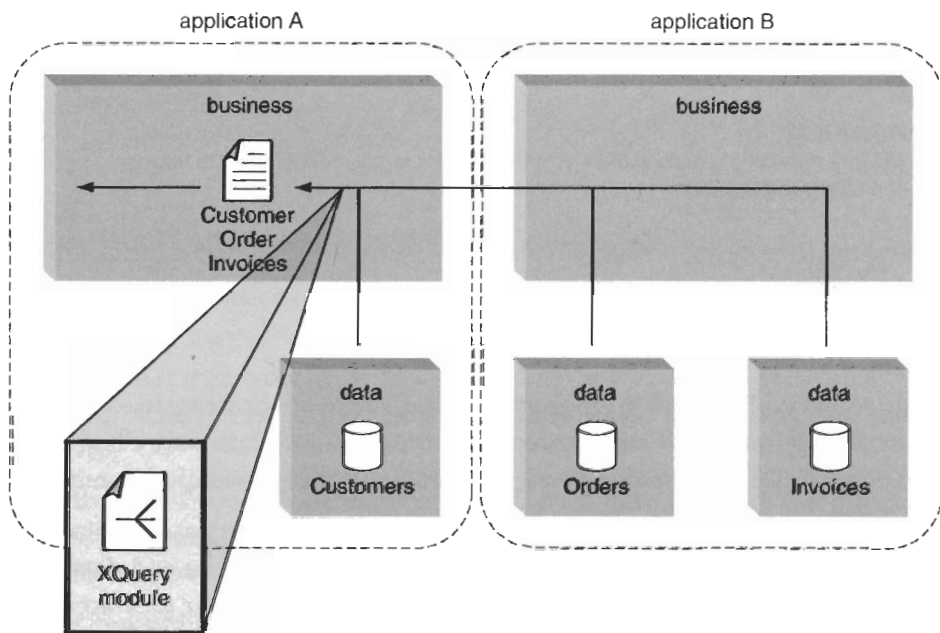 application A
application B
business
business
Customer
Order
Invoices
data
Customers
data
Orders
data
Invoices
XQuery
module